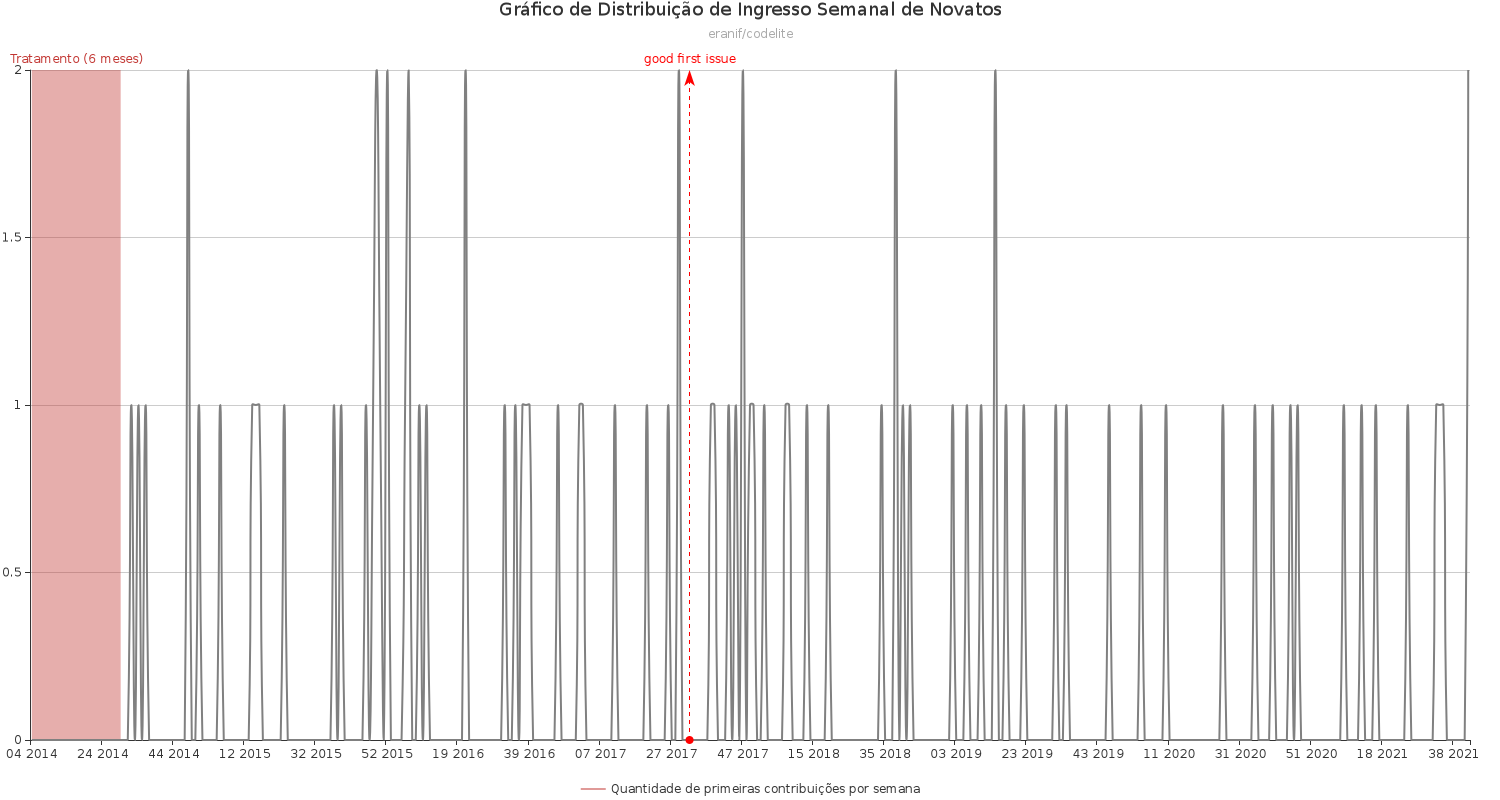 Gráfico de Distribuição de Ingresso Semanal de Novatos
eranif/codelite
Tratamento (6 meses)
good first issue
2
1.5
1
0.5
0
04 2014 24 2014 44 2014 12 2015 32 2015 52 2015 19 2016 39 2016 07 2017 27 2017 47 2017 15 2018 35 2018 03 2019 23 2019 43 2019 11 2020 31 2020 51 2020 18 2021 38 2021
Quantidade de primeiras contribuições por semana